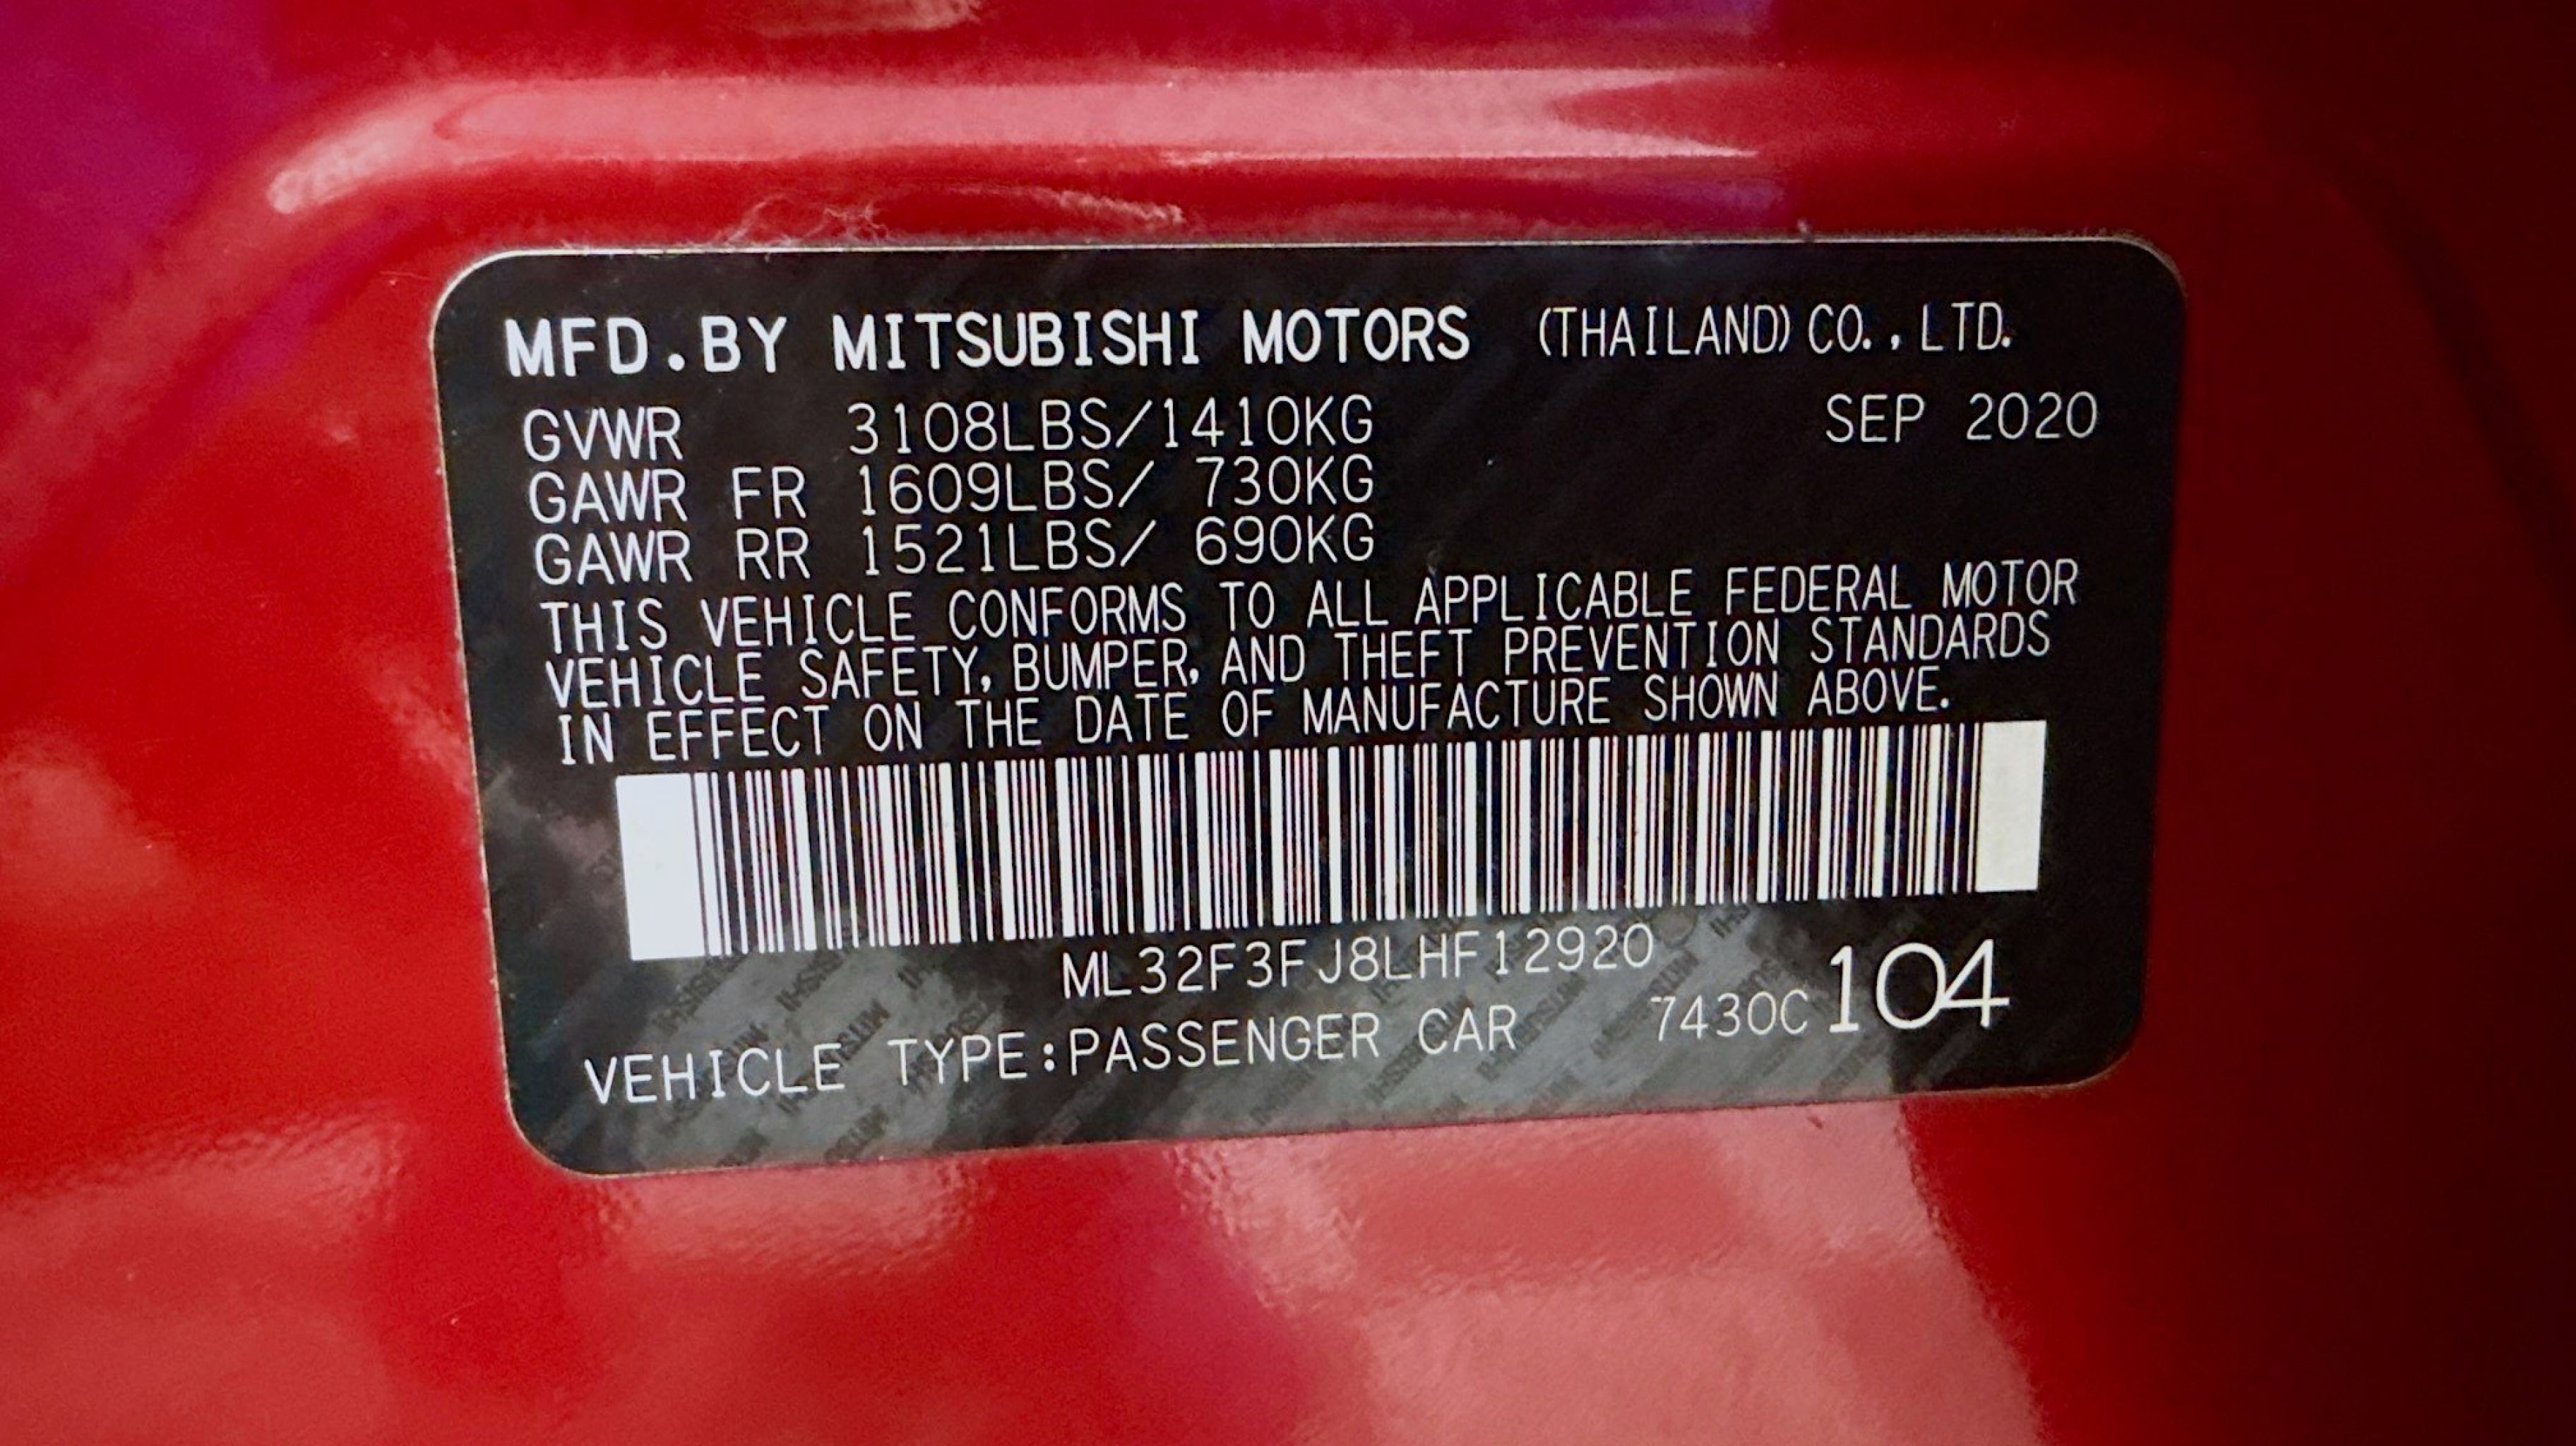 MFD.BY MITSUBISHI MOTORS (THAILAND) CO., LTD.
GVWR 3108LBS/1410KG SEP 2020
GAWR FR 1609LBS/ 730KG
GAWR RR 1521LBS/ 690KG
THIS VEHICLE CONFORMS TO ALL APPLICABLE FEDERAL MOTOR
VEHICLE SAFETY, BUMPER, AND THEFT PREVENTION STANDARDS
IN EFFECT ON THE DATE OF MANUFACTURE SHOWN ABOVE.
ML32F3FJ8LHF12920
VEHICLE TYPE:PASSENGER CAR 7430C 104